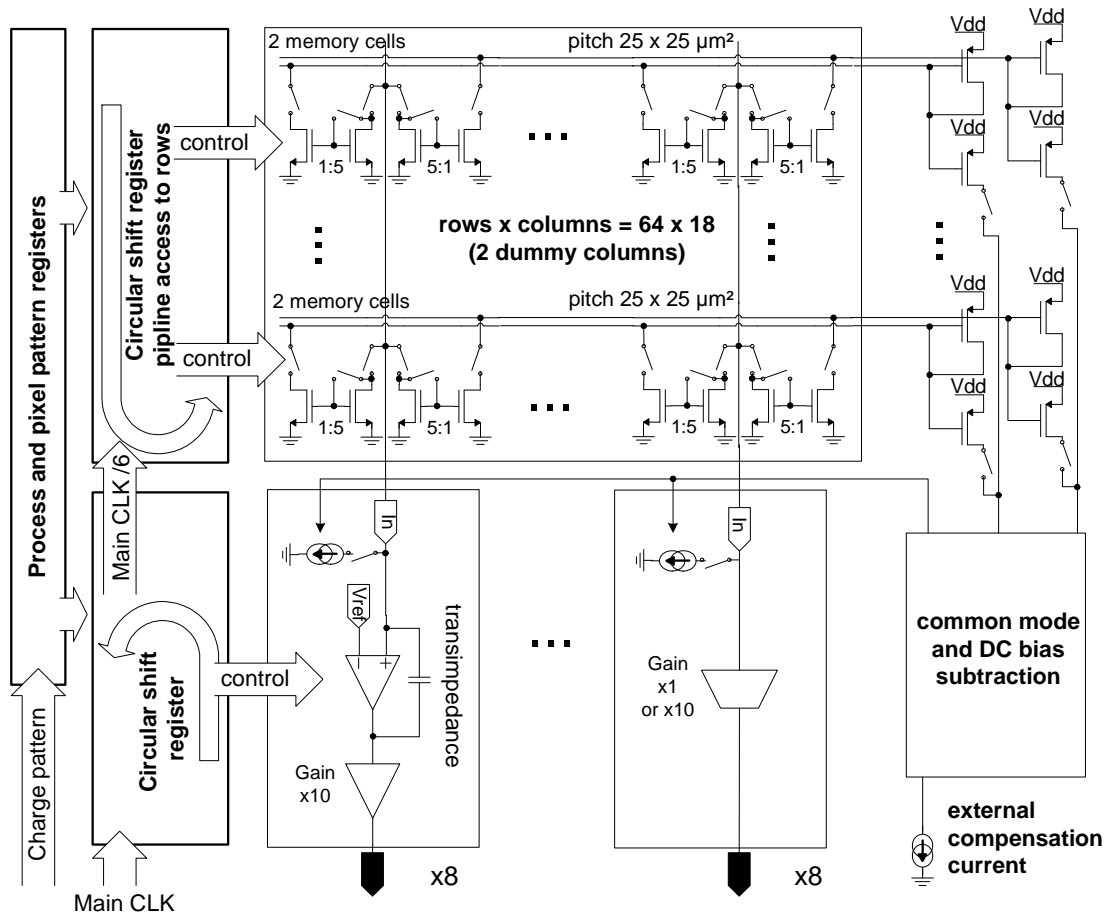 Process and pixel pattern registers
Charge pattern
Circular shift register
pipline access to rows
Main CLK /6
Circular shift
register
Main CLK
control
control
control
2 memory cells
pitch 25 x 25 µm²
1:5
5:1
1:5
5:1
rows x columns = 64 x 18
(2 dummy columns)
2 memory cells
pitch 25 x 25 µm²
1:5
5:1
1:5
5:1
Vdd
Vdd
Vdd
Vdd
Vdd
Vdd
Vdd
Vdd
In
Vref
transimpedance
Gain
x10
x8
In
Gain
x1
or x10
x8
common mode
and DC bias
subtraction
external
compensation
current